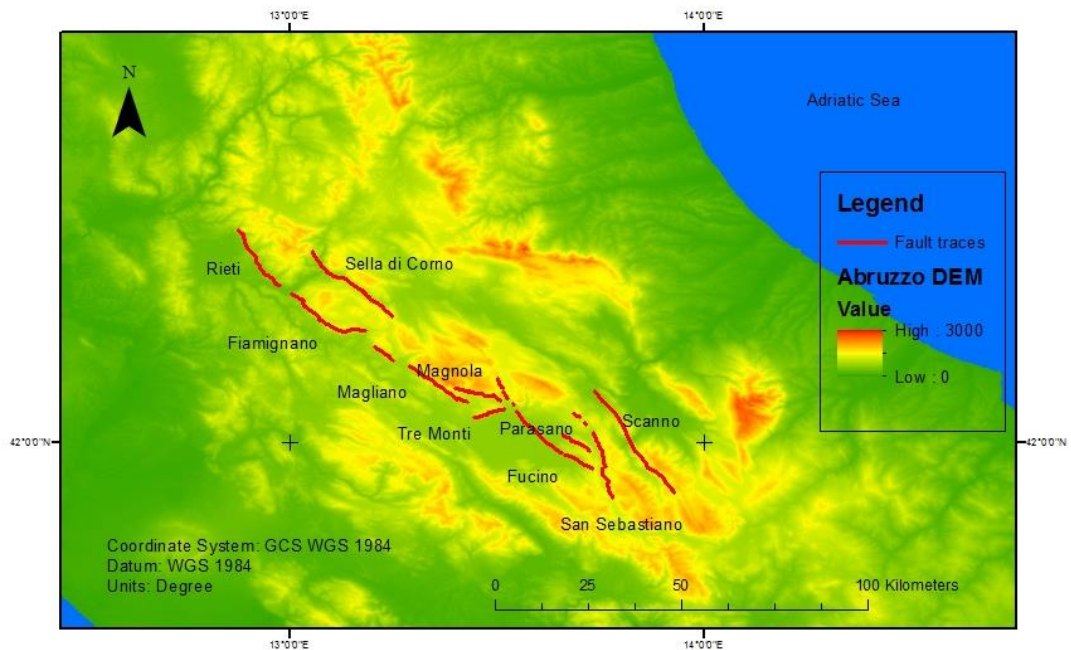 13°0'0"E
14°0'0"E
N
Adriatic Sea
Legend
Fault traces
Abruzzo DEM
Value
High : 3000
Low : 0
Rieti
Sella di Corno
Fiamignano
Magnola
Magliano
Tre Monti
Parasano
Scanno
42°0'0"N
42°0'0"N
Fucino
San Sebastiano
Coordinate System: GCS WGS 1984
Datum: WGS 1984
Units: Degree
0 25 50 100 Kilometers
13°0'0"E
14°0'0"E